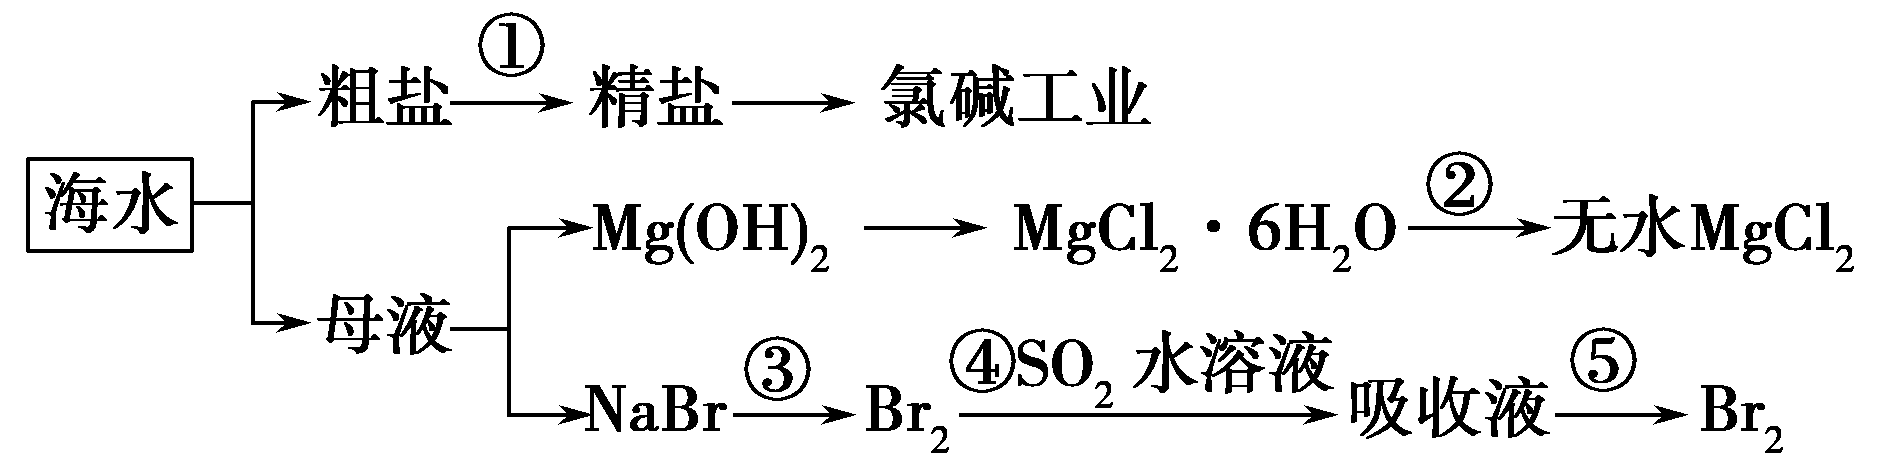 ① 粗盐 精盐 氯碱工业
海水
② Mg(OH)₂ MgCl₂·6H₂O 无水MgCl₂
母液
③ ④SO₂ 水溶液 ⑤
NaBr Br₂ 吸收液 Br₂